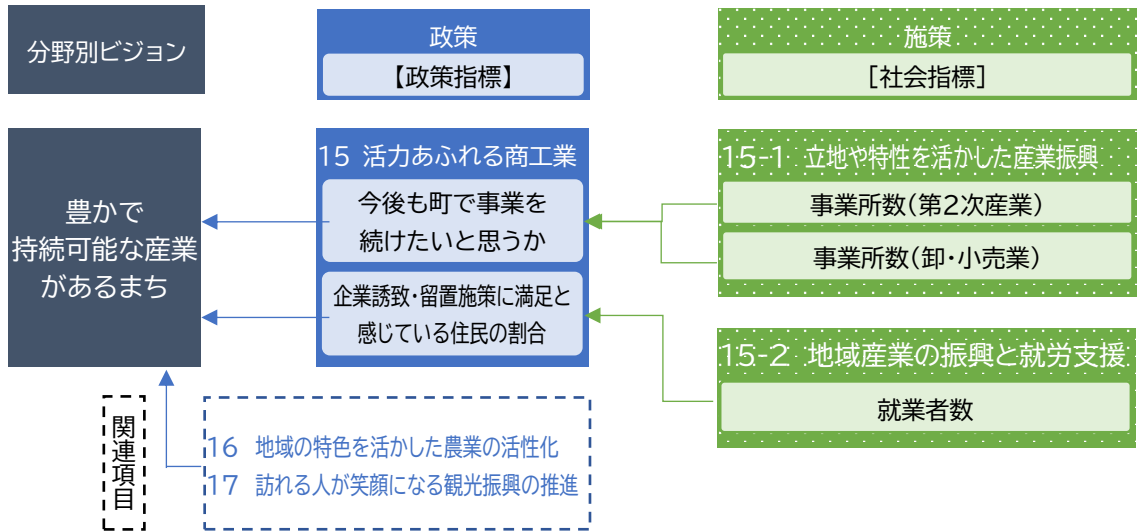 分野別ビジョン
政策
【政策指標】
施策
[社会指標]
豊かで
持続可能な産業
があるまち
15 活力あふれる商工業
今後も町で事業を
続けたいと思うか
企業誘致・留置施策に満足と
感じている住民の割合
15-1 立地や特性を活かした産業振興
事業所数(第2次産業)
事業所数(卸・小売業)
15-2 地域産業の振興と就労支援
就業者数
関連項目
16 地域の特色を活かした農業の活性化
17 訪れる人が笑顔になる観光振興の推進